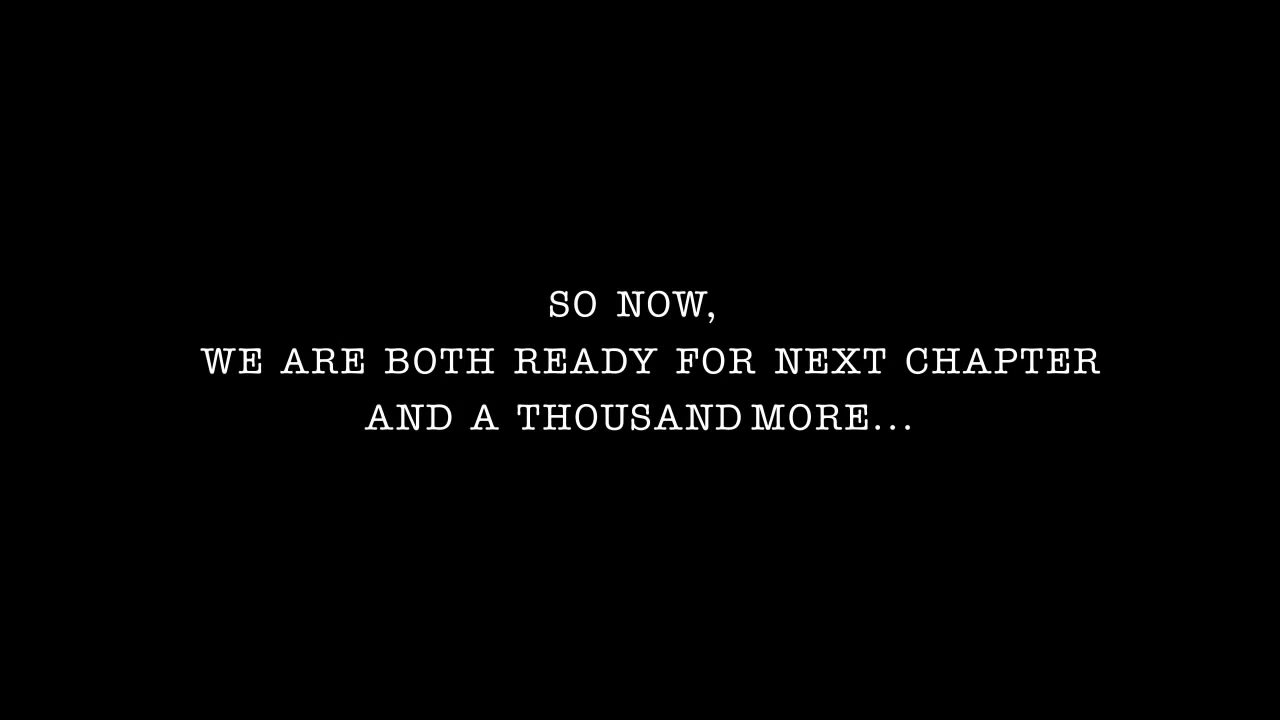 SO NOW,
WE ARE BOTH READY FOR NEXT CHAPTER
AND A THOUSAND MORE...